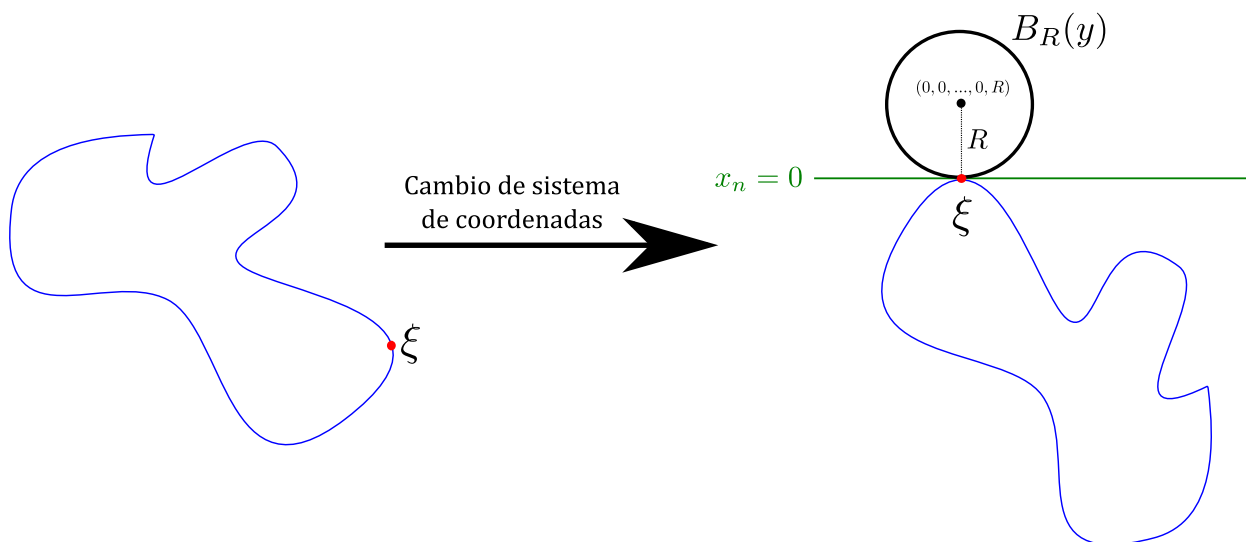 Cambio de sistema
de coordenadas
ξ
B_R(y)
(0, 0, ..., 0, R)
R
x_n = 0
ξ